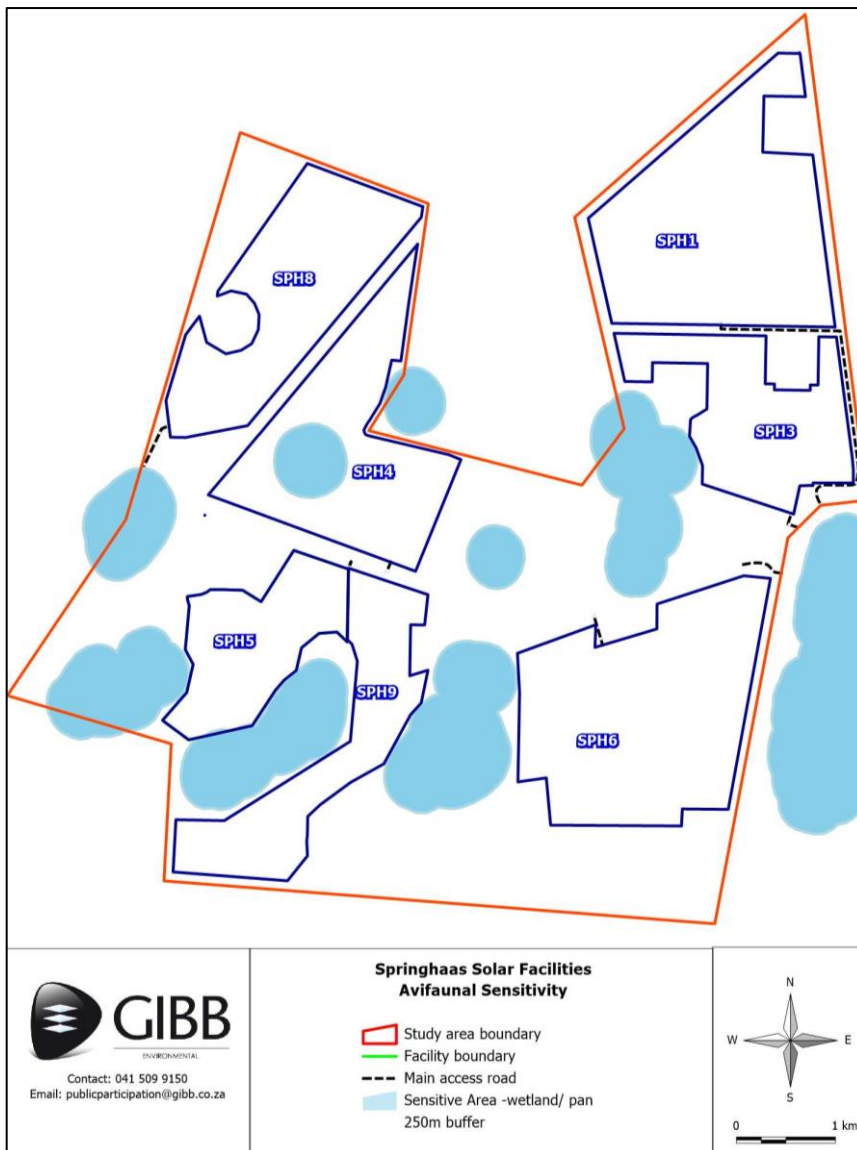 SPH1
SPH8
SPH3
SPH4
SPH5
SPH9
SPH6
GIBB
ENVIRONMENTAL
Contact: 041 509 9150
Email: publicparticipation@gibb.co.za
Springhaas Solar Facilities
Avifaunal Sensitivity
Study area boundary
Facility boundary
Main access road
Sensitive Area -wetland/ pan
250m buffer
N
W E
S
0 1 km